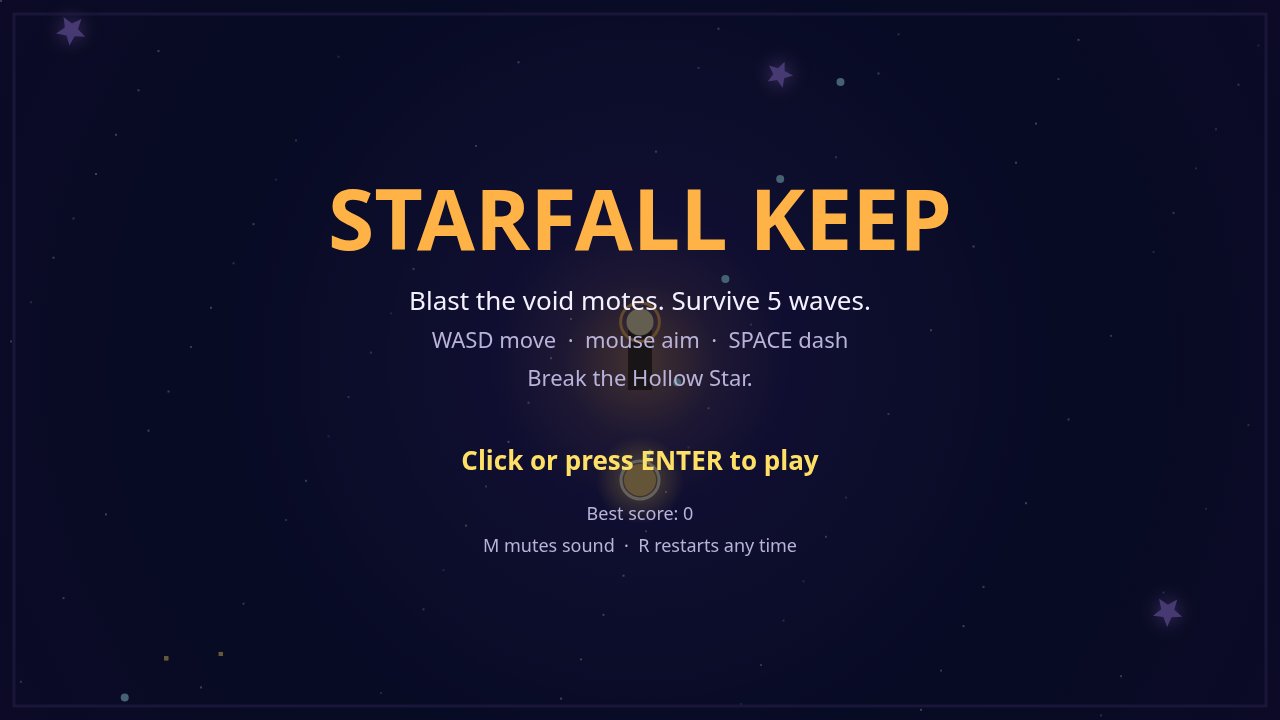 STARFALL KEEP
Blast the void motes. Survive 5 waves.
WASD move · mouse aim · SPACE dash
Break the Hollow Star.
Click or press ENTER to play
Best score: 0
M mutes sound · R restarts any time